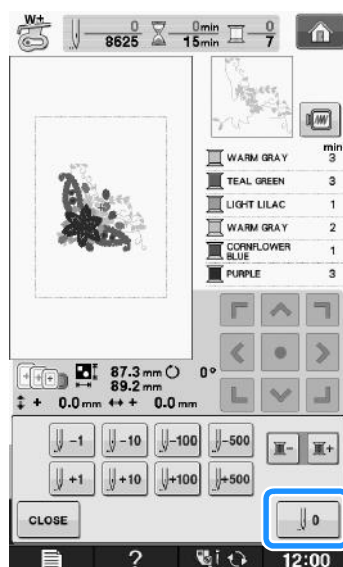 W+
0 0min 0
8625 15min 7
min
WARM GRAY 3
TEAL GREEN 3
LIGHT LILAC 1
WARM GRAY 2
CORNFLOWER
BLUE 1
PURPLE 3
87.3 mm 0°
89.2 mm
+ 0.0 mm + 0.0 mm
-1 -10 -100 -500 - +
+1 +10 +100 +500
CLOSE 0
? i 12:00